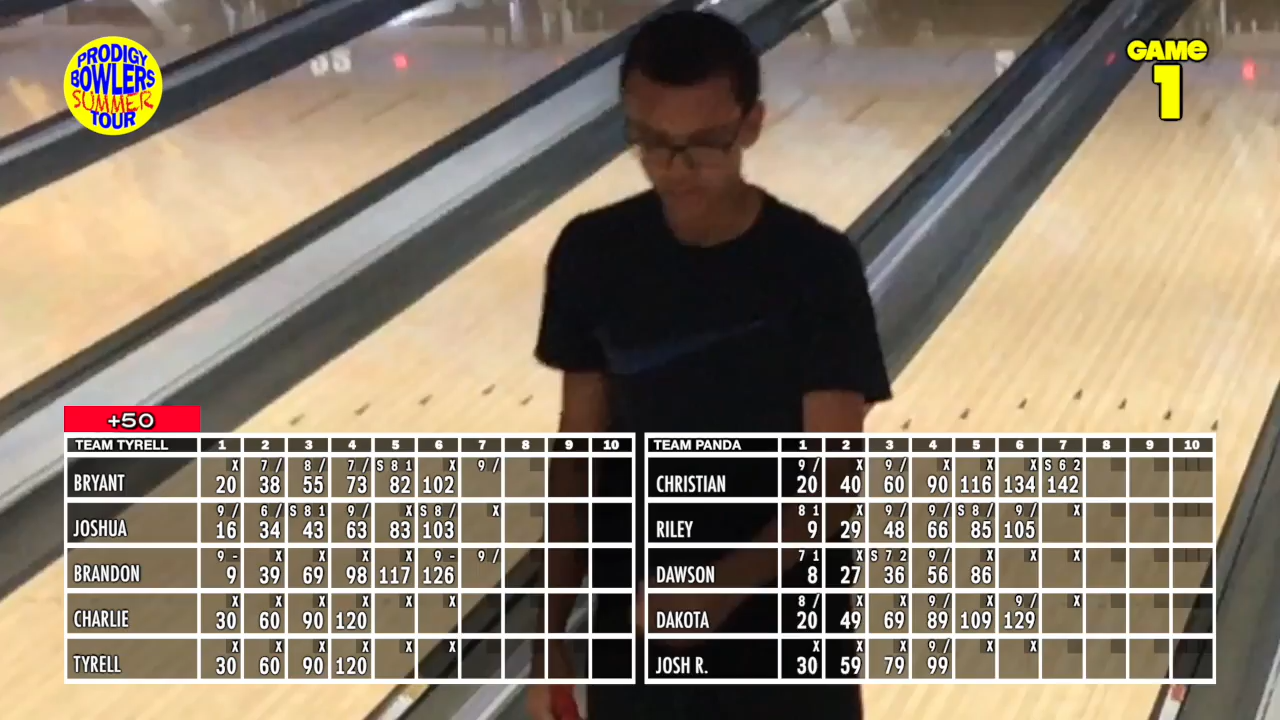 PRODIGY
BOWLERS
SUMMER
TOUR
GAME
1
+50
TEAM TYRELL 1 2 3 4 5 6 7 8 9 10
X 7 / 8 / 7 / S 8 1 X 9 /
BRYANT 20 38 55 73 82 102
9 / 6 / S 8 1 9 / X S 8 / X
JOSHUA 16 34 43 63 83 103
9 - X X X X 9 - 9 /
BRANDON 9 39 69 98 117 126
X X X X X X
CHARLIE 30 60 90 120
X X X X X X
TYRELL 30 60 90 120
TEAM PANDA 1 2 3 4 5 6 7 8 9 10
9 / X 9 / X X X S 6 2
CHRISTIAN 20 40 60 90 116 134 142
8 1 X 9 / 9 / S 8 / 9 / X
RILEY 9 29 48 66 85 105
7 1 X S 7 2 9 / X X X
DAWSON 8 27 36 56 86
8 / X X 9 / X 9 / X
DAKOTA 20 49 69 89 109 129
X X X 9 / X X
JOSH R. 30 59 79 99